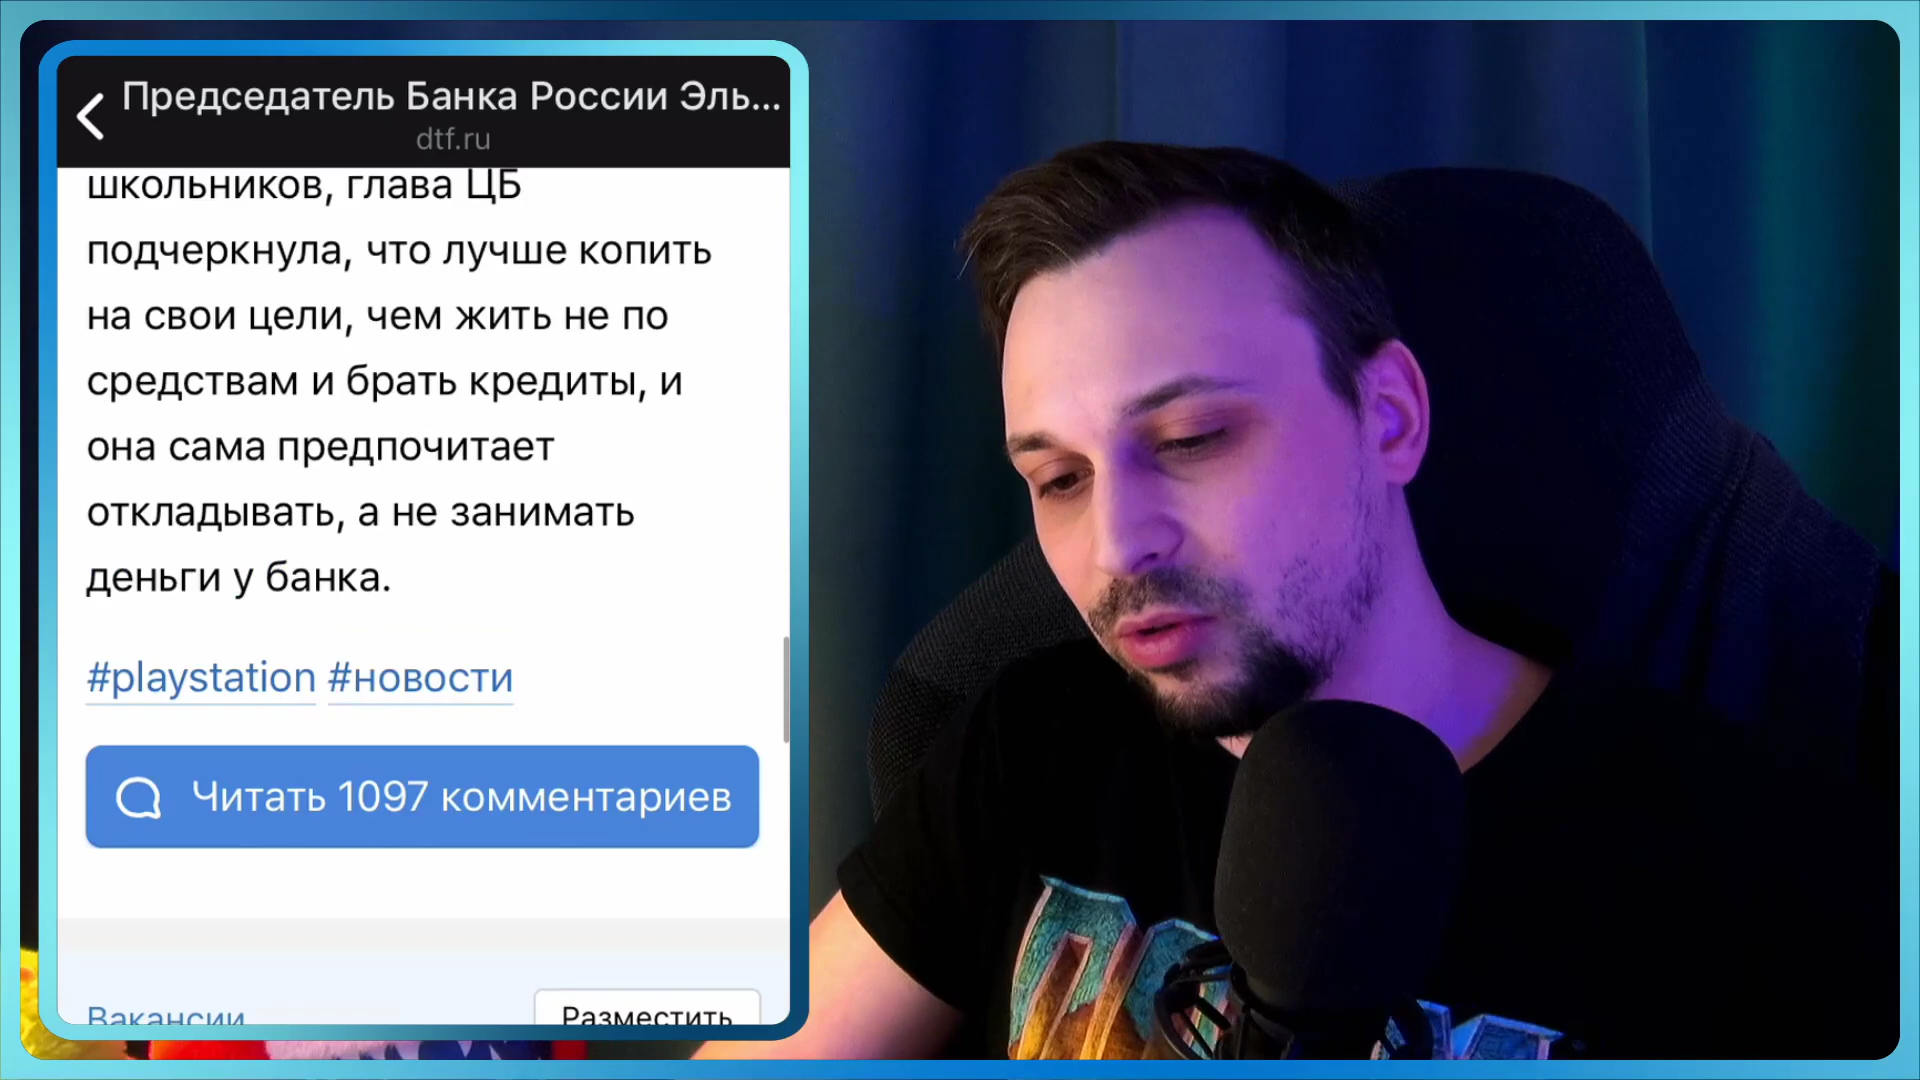 Председатель Банка России Эль...
dtf.ru
школьников, глава ЦБ
подчеркнула, что лучше копить
на свои цели, чем жить не по
средствам и брать кредиты, и
она сама предпочитает
откладывать, а не занимать
деньги у банка.
#playstation #новости
Читать 1097 комментариев
Вакансии
Разместить